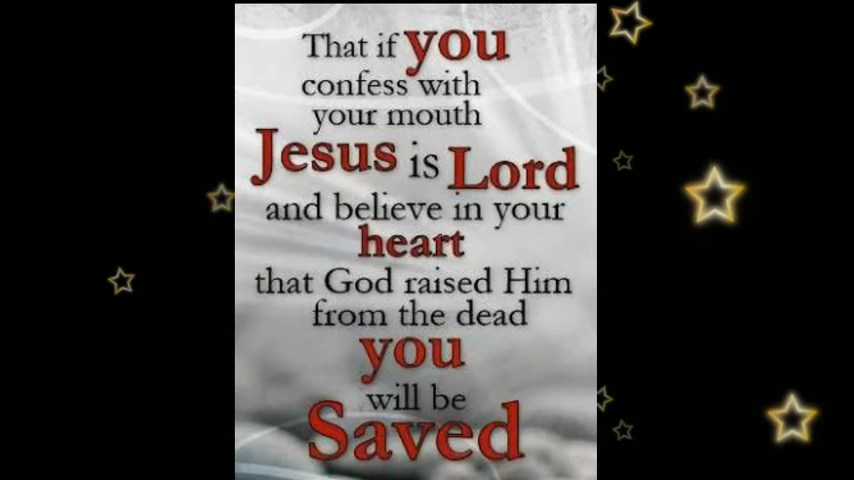 That if you
confess with
your mouth
Jesus is Lord
and believe in your
heart
that God raised Him
from the dead
you
will be
Saved